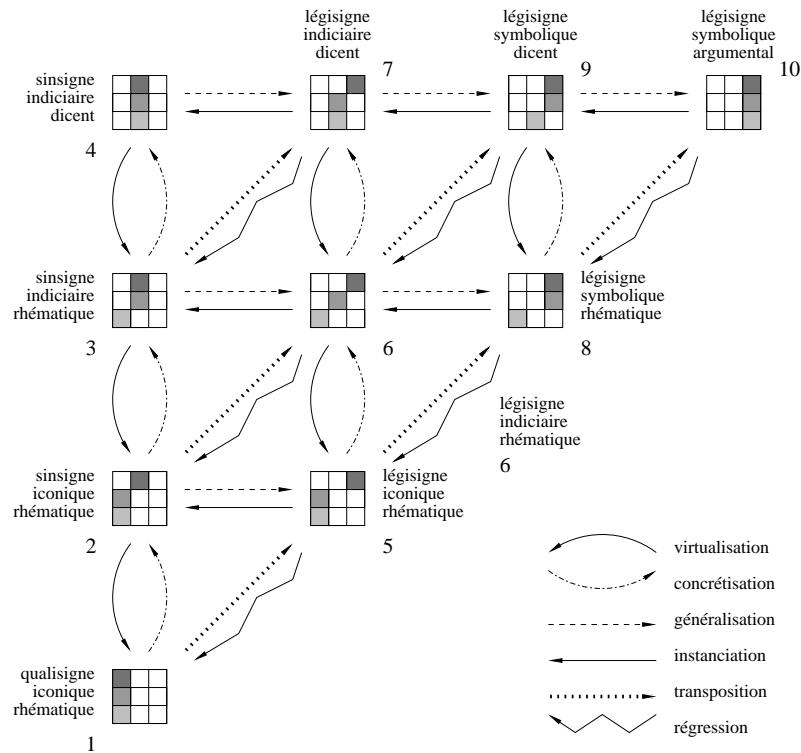 légisigne
indiciaire
dicent
7
légisigne
symbolique
dicent
9
légisigne
symbolique
argumental
10
sinsigne
indiciaire
dicent
4
sinsigne
indiciaire
rhématique
3
6
légisigne
symbolique
rhématique
8
légisigne
indiciaire
rhématique
6
sinsigne
iconique
rhématique
2
légisigne
iconique
rhématique
5
qualisigne
iconique
rhématique
1
virtualisation
concrétisation
généralisation
instanciation
transposition
régression